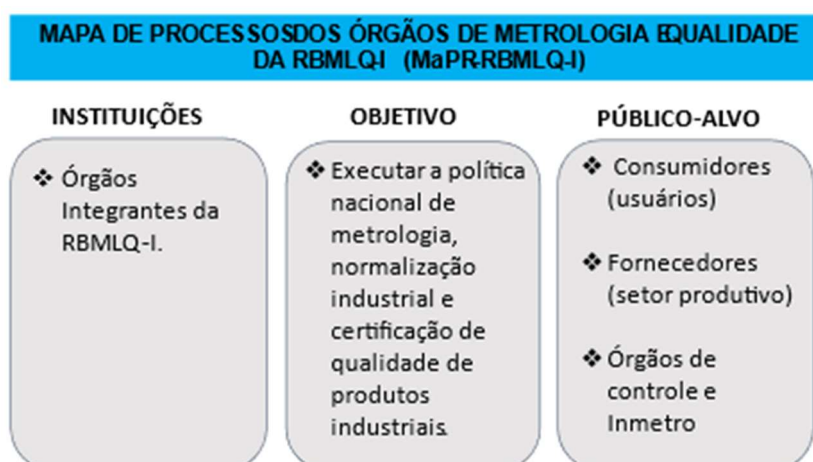 MAPA DE PROCESSOSDOS ÓRGÃOS DE METROLOGIA EQUALIDADE
DA RBMLQ-I (MaPR-RBMLQ-I)
INSTITUIÇÕES
❖ Órgãos
Integrantes da
RBMLQ-I.
OBJETIVO
❖ Executar a política
nacional de
metrologia,
normalização
industrial e
certificação de
qualidade de
produtos
industriais.
PÚBLICO-ALVO
❖ Consumidores
(usuários)
❖ Fornecedores
(setor produtivo)
❖ Órgãos de
controle e
Inmetro